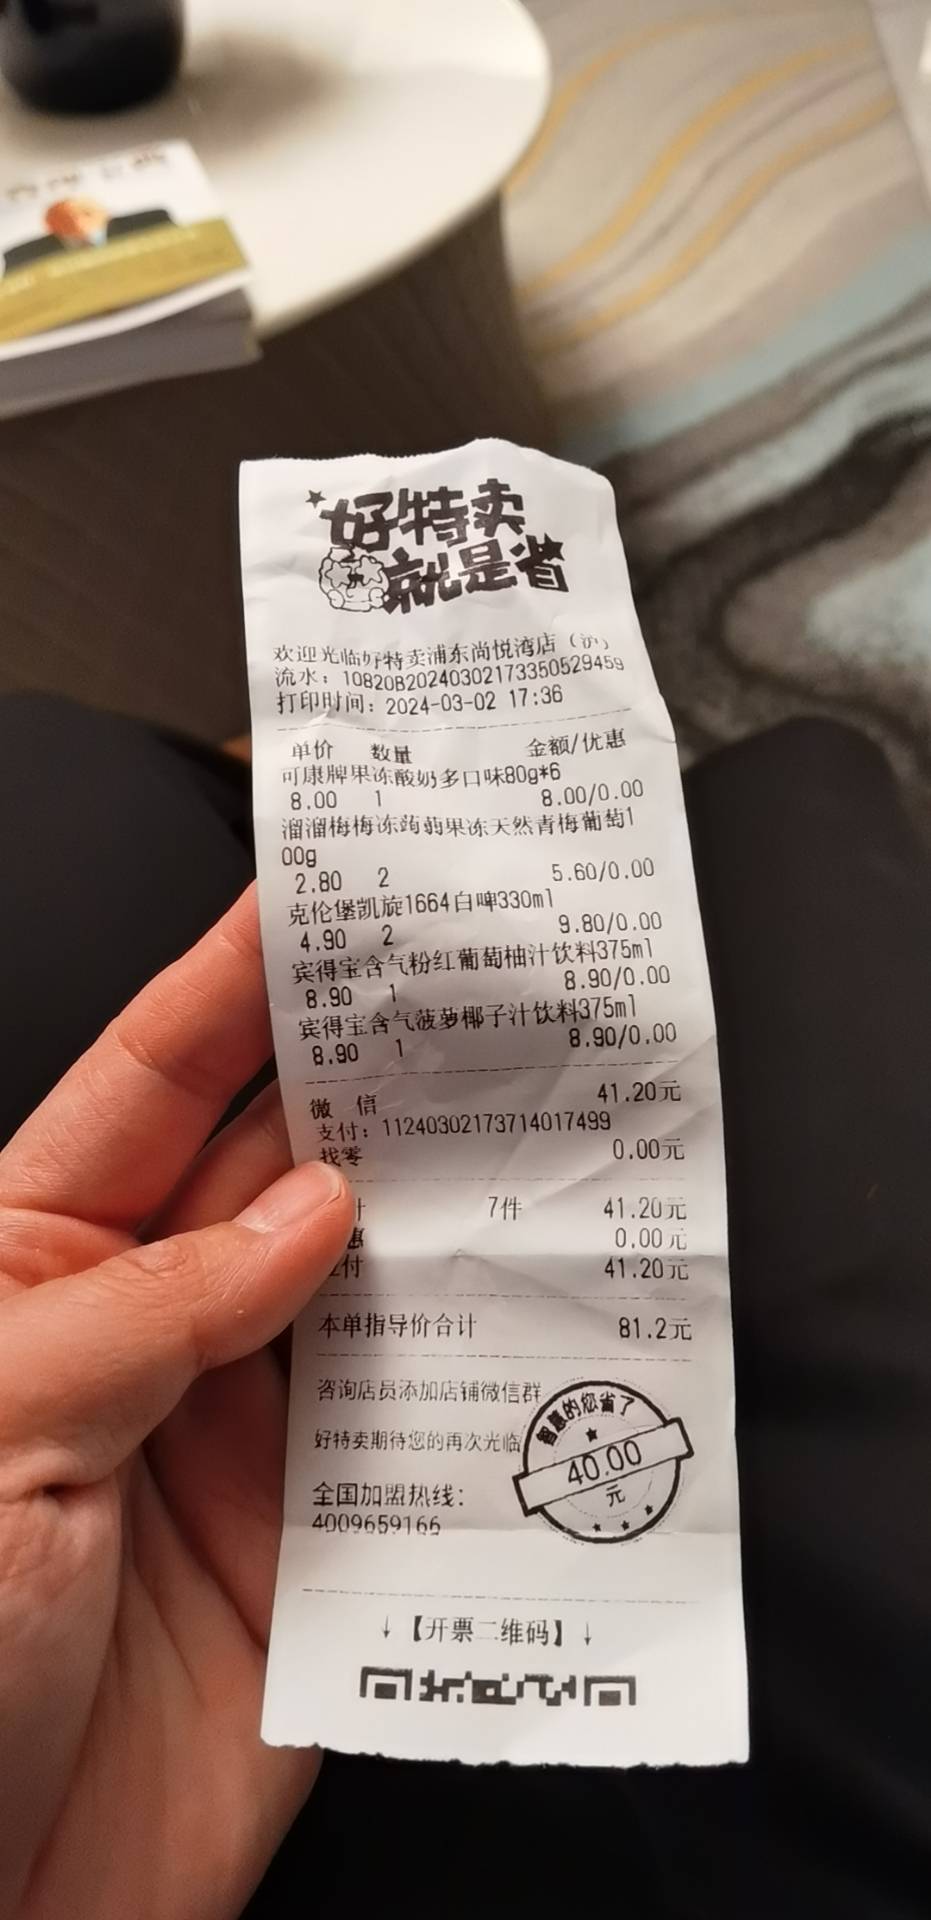 好特卖
就是省
欢迎光临好特卖浦东尚悦湾店（沪）
流水：10820B20240302173350529459
打印时间：2024-03-02 17:36
单价 数量 金额/优惠
可康牌果冻酸奶多口味80g*6
8.00 1 8.00/0.00
溜溜梅梅冻蒟蒻果冻天然青梅葡萄1
00g
2.80 2 5.60/0.00
克伦堡凯旋1664白啤330ml
4.90 2 9.80/0.00
宾得宝含气粉红葡萄柚汁饮料375ml
8.90 1 8.90/0.00
宾得宝含气菠萝椰子汁饮料375ml
8.90 1 8.90/0.00
微 信 41.20元
支付：11240302173714017499
找零 0.00元
计 7件 41.20元
惠 0.00元
付 41.20元
本单指导价合计 81.2元
咨询店员添加店铺微信群
好特卖期待您的再次光临
智慧的您省了
40.00
元
全国加盟热线：
4009659166
↓【开票二维码】↓